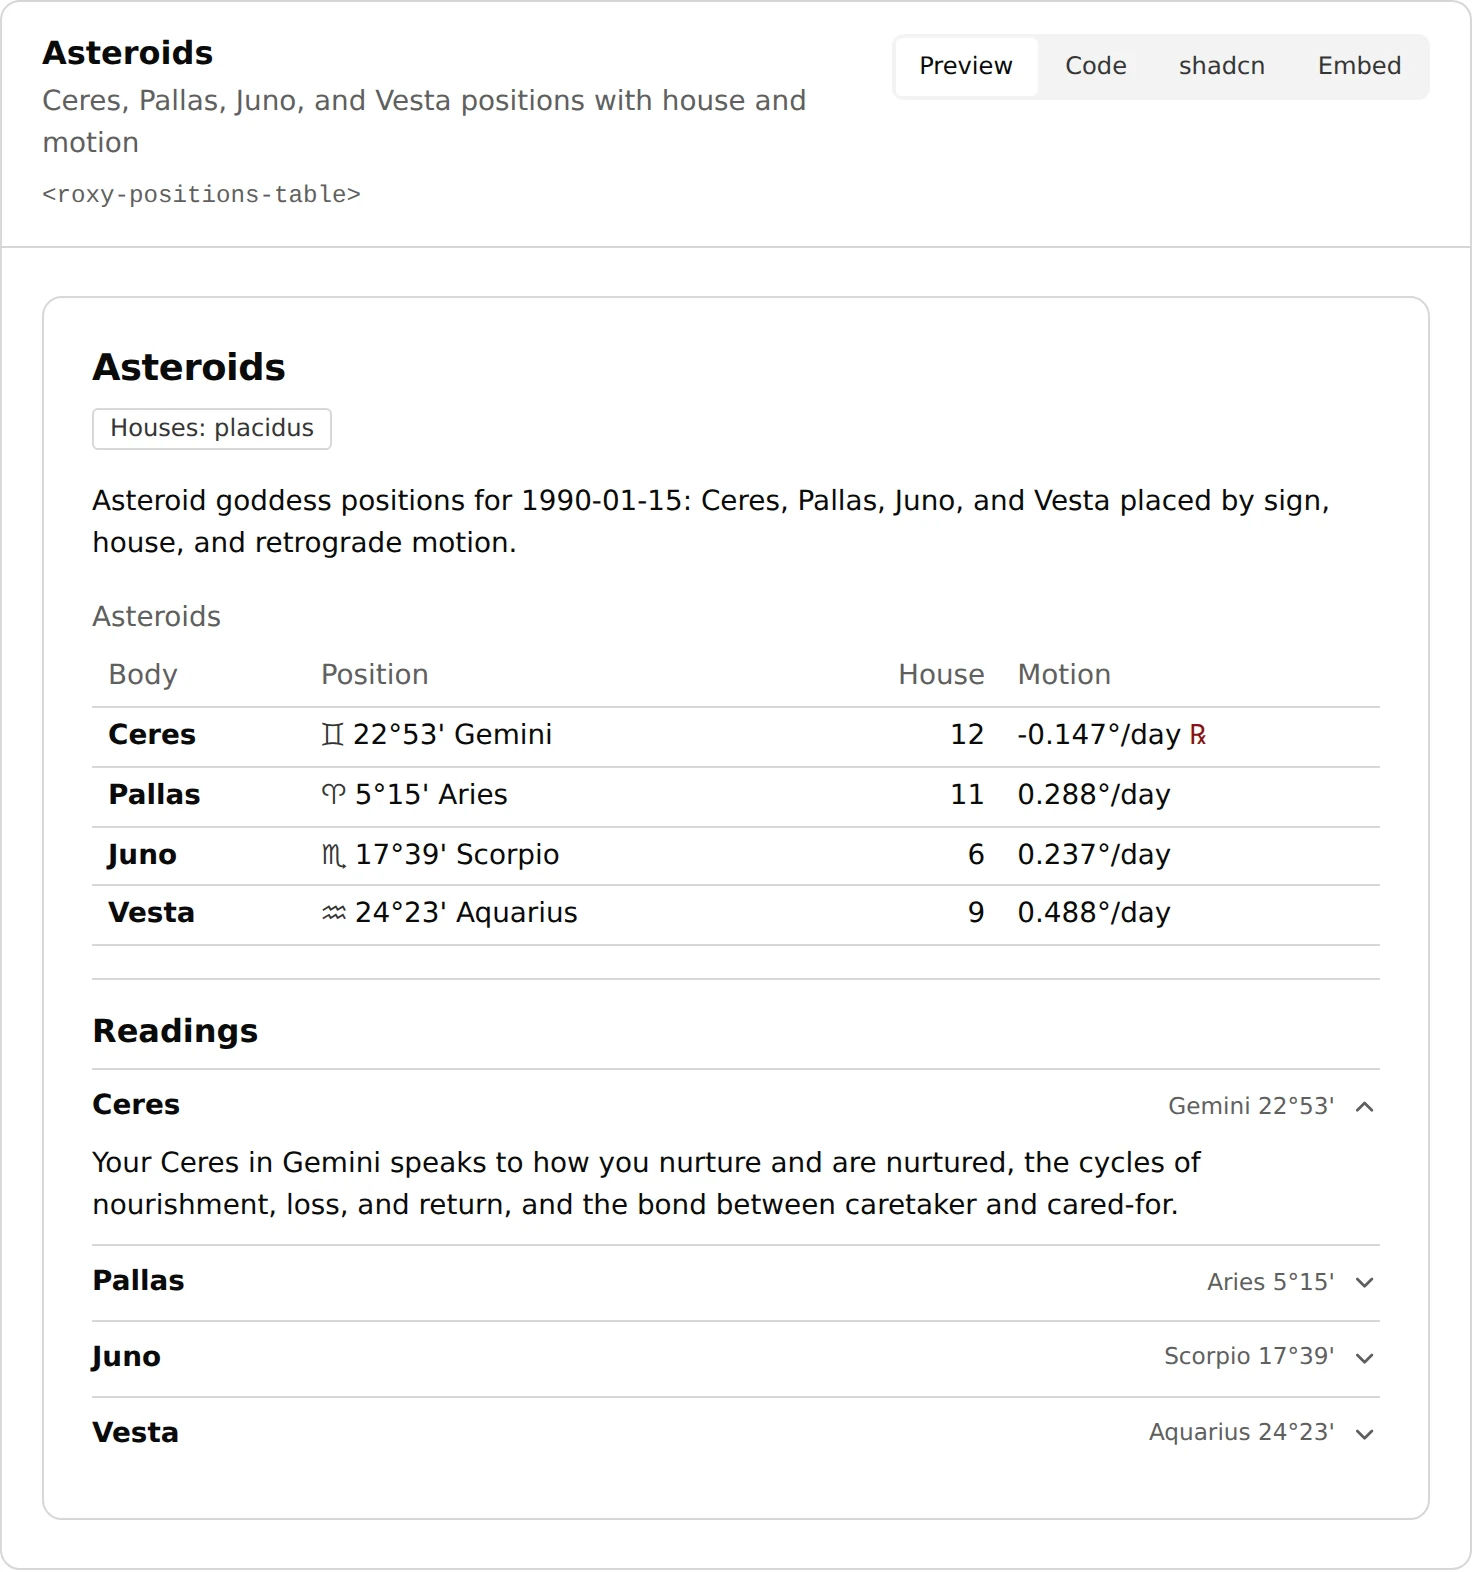 Asteroids
Ceres, Pallas, Juno, and Vesta positions with house and
motion
<roxy-positions-table>
Preview Code shadcn Embed
Asteroids
Houses: placidus
Asteroid goddess positions for 1990-01-15: Ceres, Pallas, Juno, and Vesta placed by sign,
house, and retrograde motion.
Asteroids
Body Position House Motion
Ceres ♊ 22°53' Gemini 12 -0.147°/day ℞
Pallas ♈ 5°15' Aries 11 0.288°/day
Juno ♏ 17°39' Scorpio 6 0.237°/day
Vesta ♒ 24°23' Aquarius 9 0.488°/day
Readings
Ceres Gemini 22°53'
Your Ceres in Gemini speaks to how you nurture and are nurtured, the cycles of
nourishment, loss, and return, and the bond between caretaker and cared-for.
Pallas Aries 5°15'
Juno Scorpio 17°39'
Vesta Aquarius 24°23'